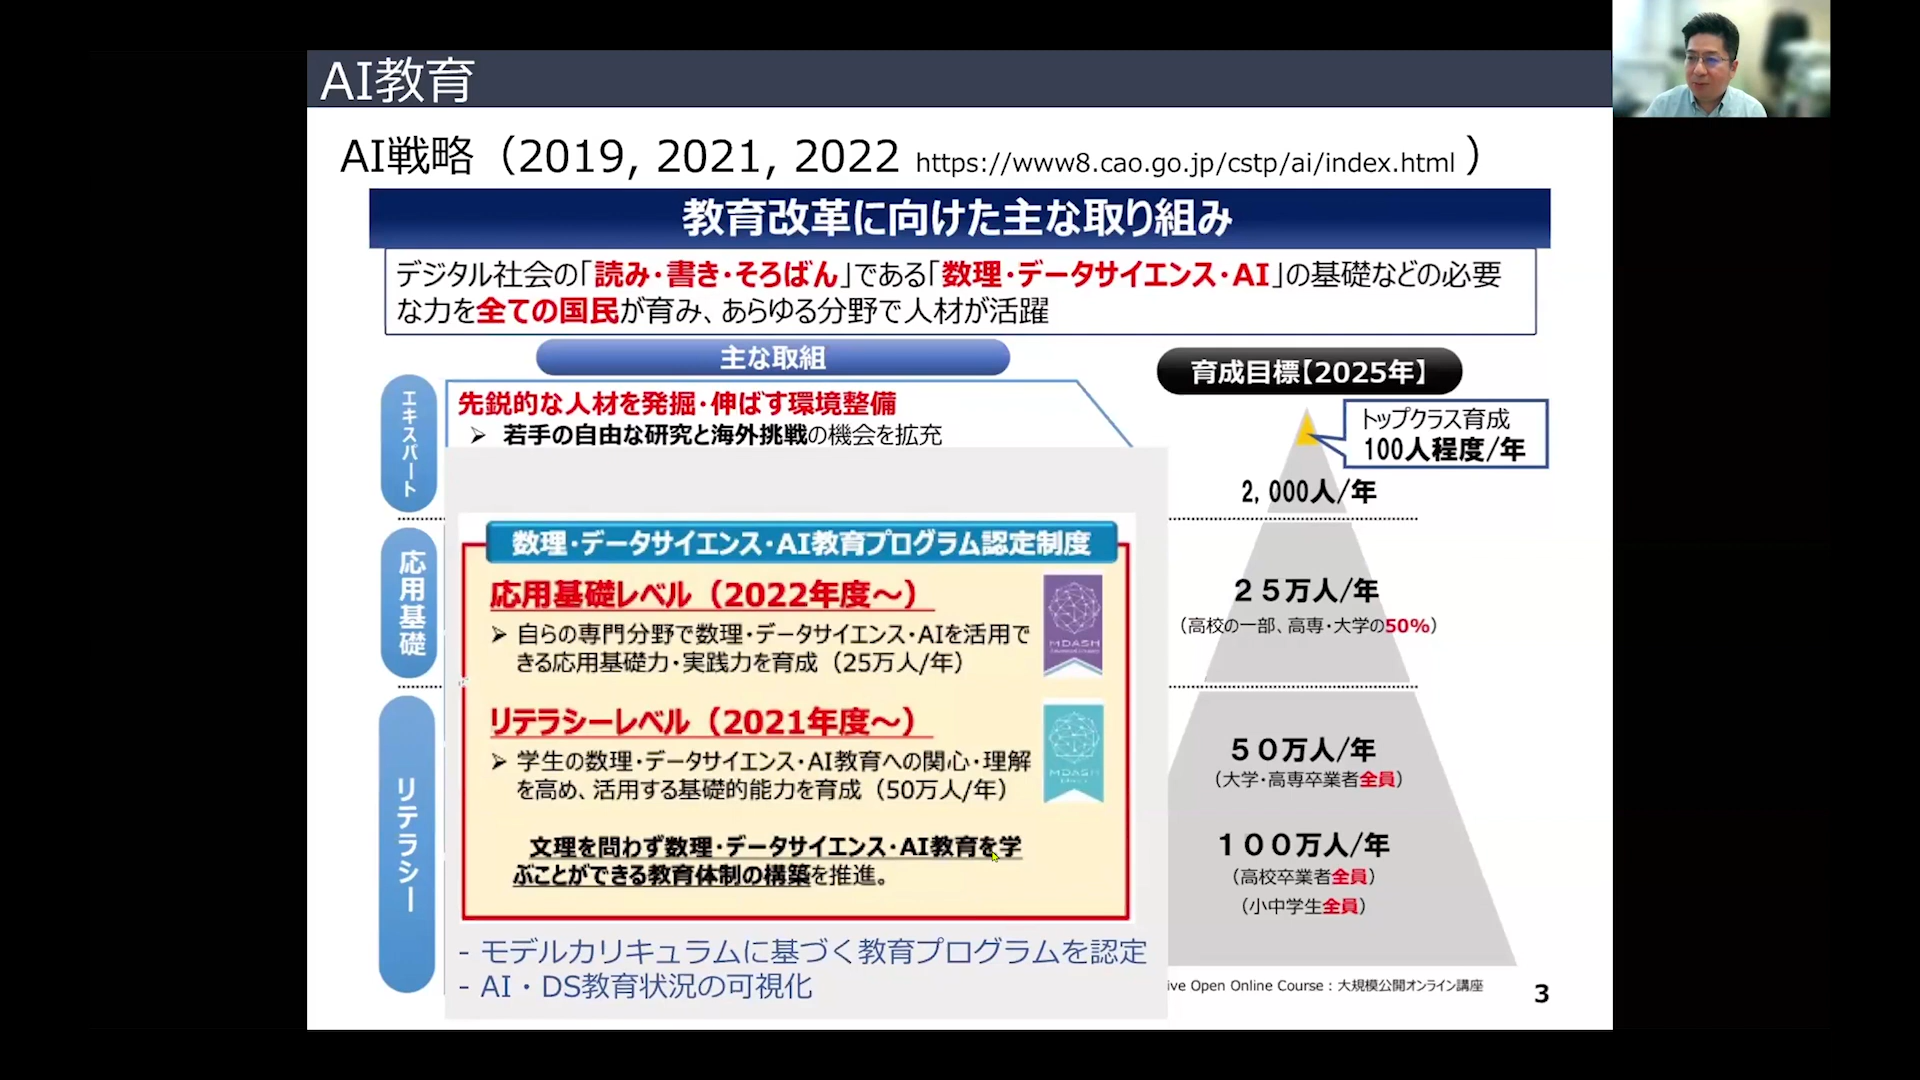 AI教育
AI戦略（2019, 2021, 2022 https://www8.cao.go.jp/cstp/ai/index.html ）
教育改革に向けた主な取り組み
デジタル社会の「読み・書き・そろばん」である「数理・データサイエンス・AI」の基礎などの必要
な力を全ての国民が育み、あらゆる分野で人材が活躍
主な取組
育成目標【2025年】
エキスパート
先鋭的な人材を発掘・伸ばす環境整備
➢ 若手の自由な研究と海外挑戦の機会を拡充
トップクラス育成
100人程度/年
2,000人/年
応用基礎
数理・データサイエンス・AI教育プログラム認定制度
応用基礎レベル（2022年度～）
➢ 自らの専門分野で数理・データサイエンス・AIを活用で
きる応用基礎力・実践力を育成（25万人/年）
MDASH
２５万人/年
（高校の一部、高専・大学の50%）
リテラシー
リテラシーレベル（2021年度～）
➢ 学生の数理・データサイエンス・AI教育への関心・理解
を高め、活用する基礎的能力を育成（50万人/年）
MDASH
文理を問わず数理・データサイエンス・AI教育を学
ぶことができる教育体制の構築を推進。
５０万人/年
（大学・高専卒業者全員）
１００万人/年
（高校卒業者全員）
（小中学生全員）
- モデルカリキュラムに基づく教育プログラムを認定
- AI・DS教育状況の可視化
ive Open Online Course：大規模公開オンライン講座
3